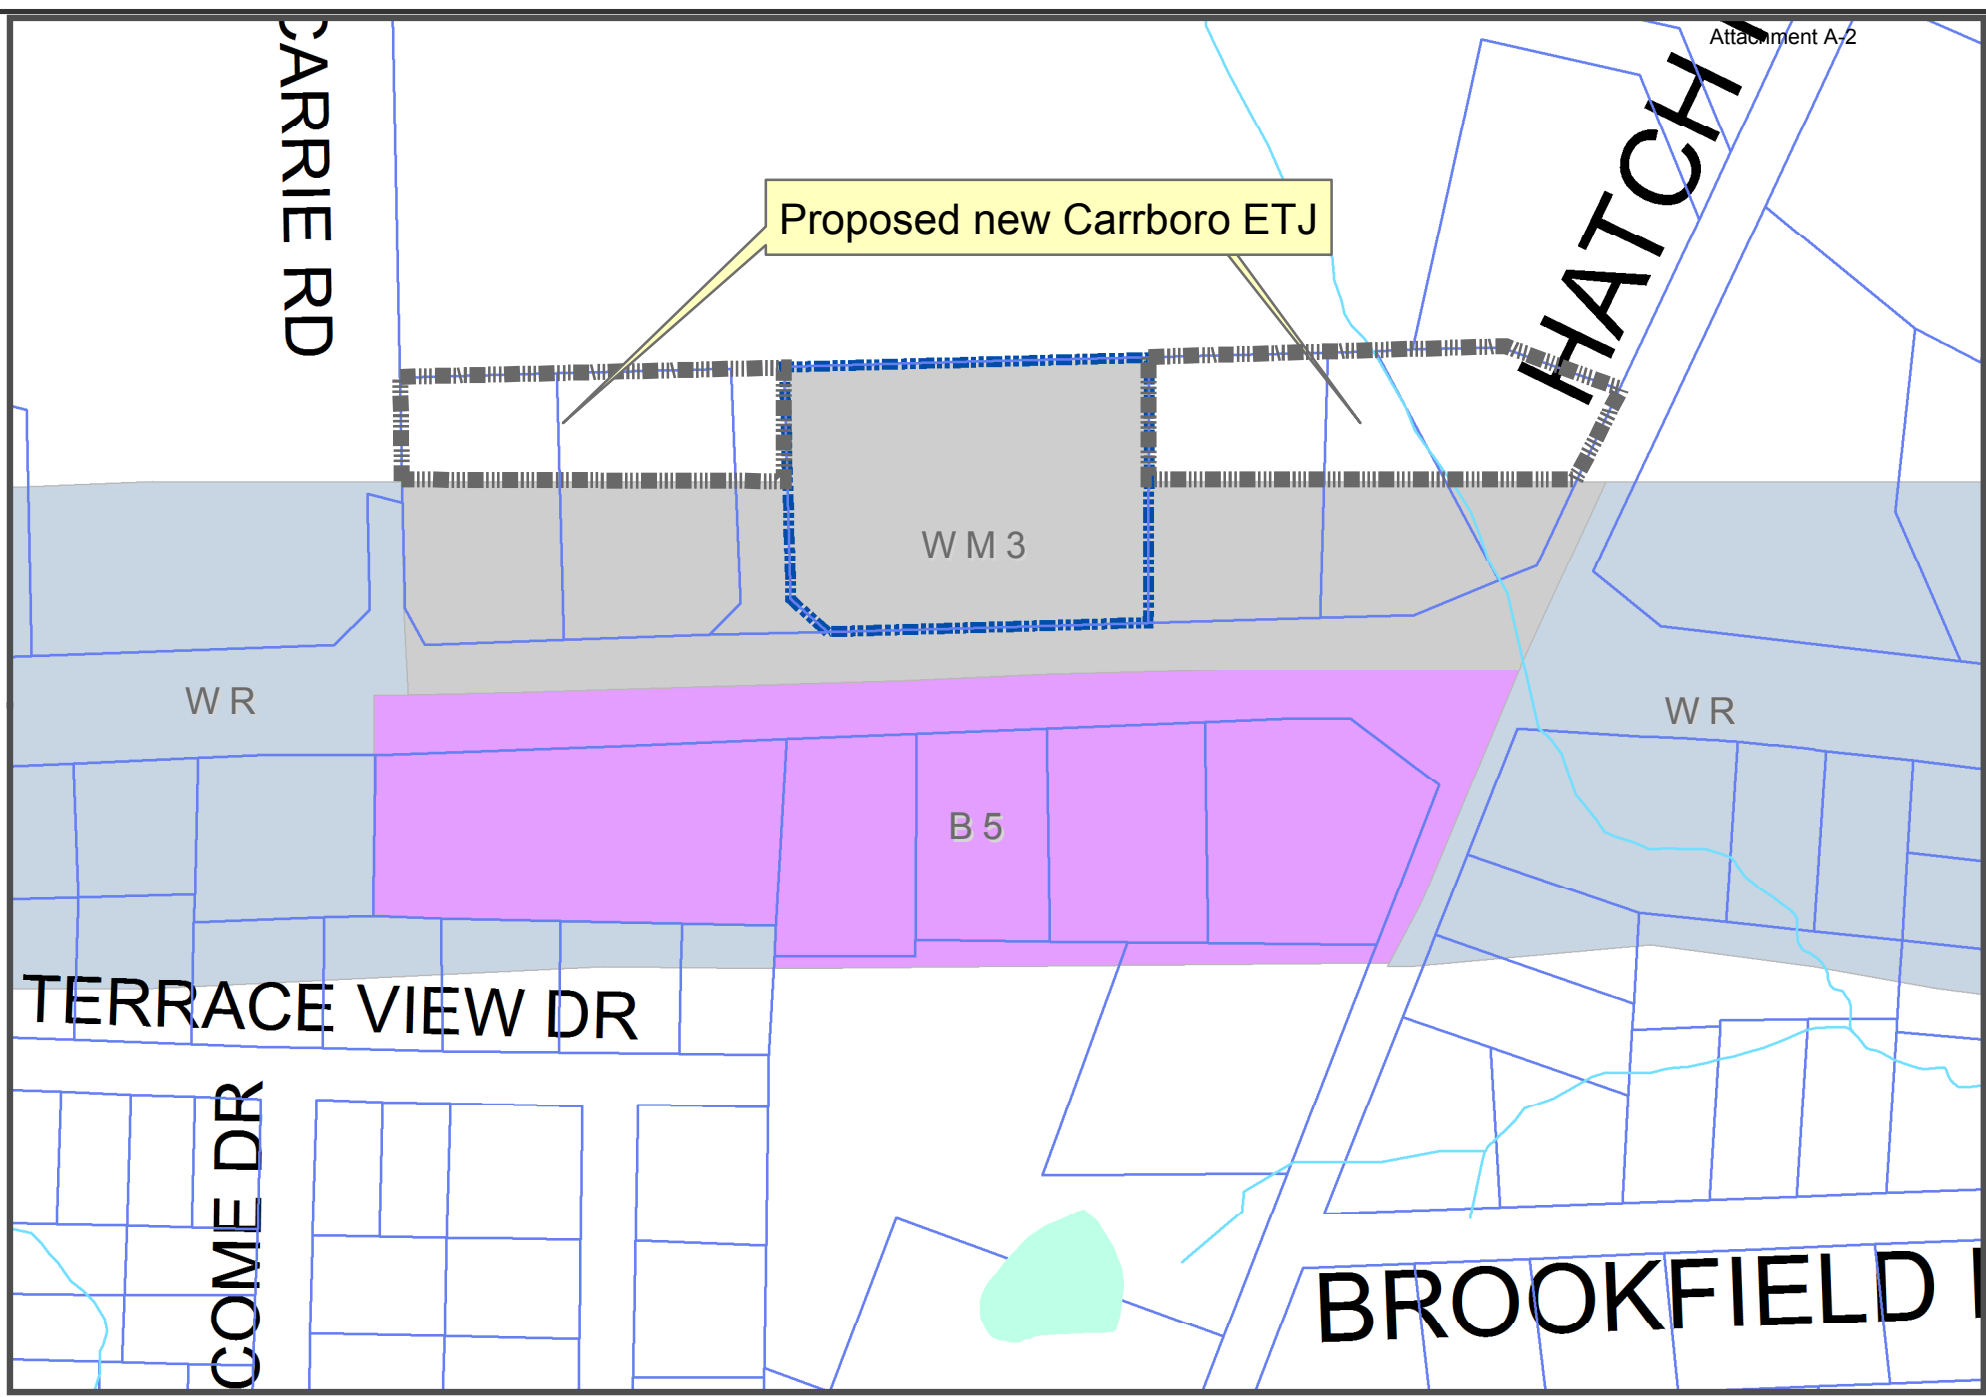 Attachment A-2
CARRIE RD
HATCH
Proposed new Carrboro ETJ
W M 3
W R
W R
B 5
TERRACE VIEW DR
COME DR
BROOKFIELD